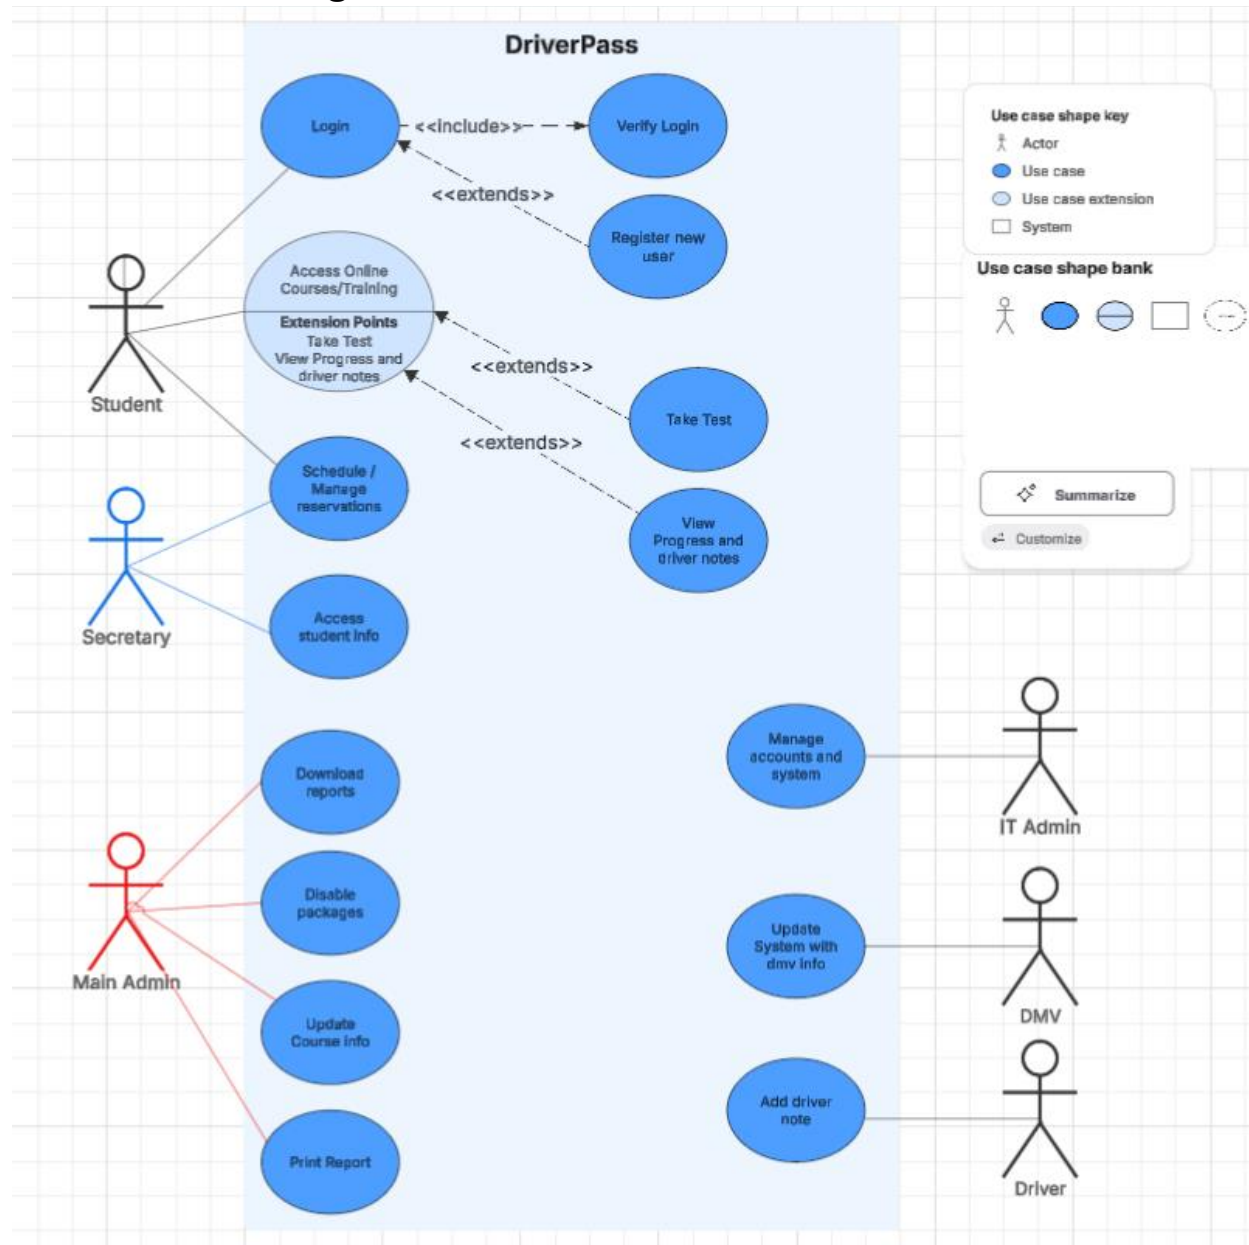 DriverPass
Login
<<include>>
Verify Login
<<extends>>
Register new
user
Access Online
Courses/Training
Extension Points
Take Test
View Progress and
driver notes
Student
<<extends>>
Take Test
<<extends>>
View
Progress and
driver notes
Schedule /
Manage
reservations
Secretary
Access
student info
Download
reports
Disable
packages
Main Admin
Update
Course info
Print Report
Manage
accounts and
system
IT Admin
Update
System with
dmv info
DMV
Add driver
note
Driver
Use case shape key
Actor
Use case
Use case extension
System
Use case shape bank
Summarize
Customize